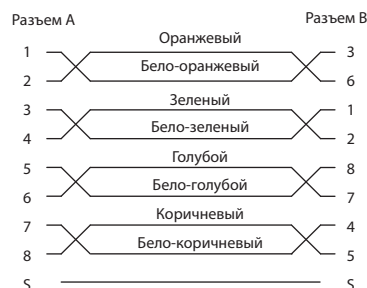 Разъем А Разъем В
Оранжевый
1 3
Бело-оранжевый
2 6
Зеленый
3 1
Бело-зеленый
4 2
Голубой
5 8
Бело-голубой
6 7
Коричневый
7 4
Бело-коричневый
8 5
S S